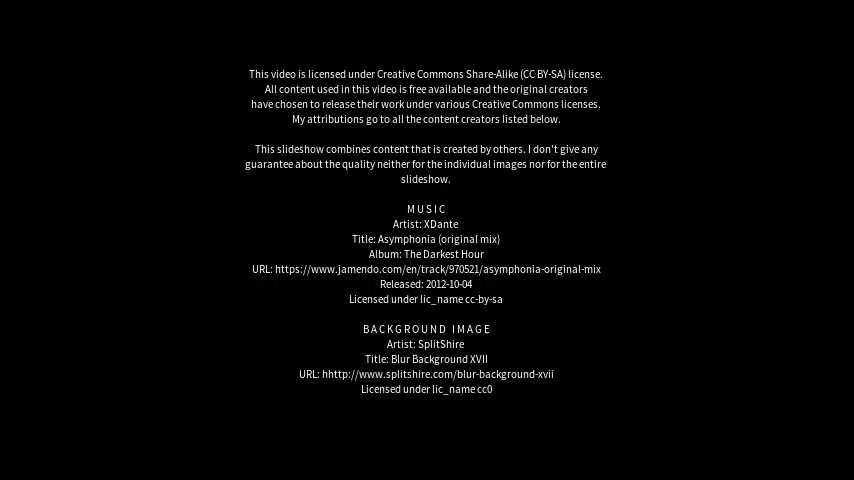 This video is licensed under Creative Commons Share-Alike (CC BY-SA) license.
All content used in this video is free available and the original creators
have chosen to release their work under various Creative Commons licenses.
My attributions go to all the content creators listed below.
This slideshow combines content that is created by others. I don't give any
guarantee about the quality neither for the individual images nor for the entire
slideshow.
MUSIC
Artist: XDante
Title: Asymphonia (original mix)
Album: The Darkest Hour
URL: https://www.jamendo.com/en/track/970521/asymphonia-original-mix
Released: 2012-10-04
Licensed under lic_name cc-by-sa
BACKGROUND IMAGE
Artist: SplitShire
Title: Blur Background XVII
URL: hhttp://www.splitshire.com/blur-background-xvii
Licensed under lic_name cc0